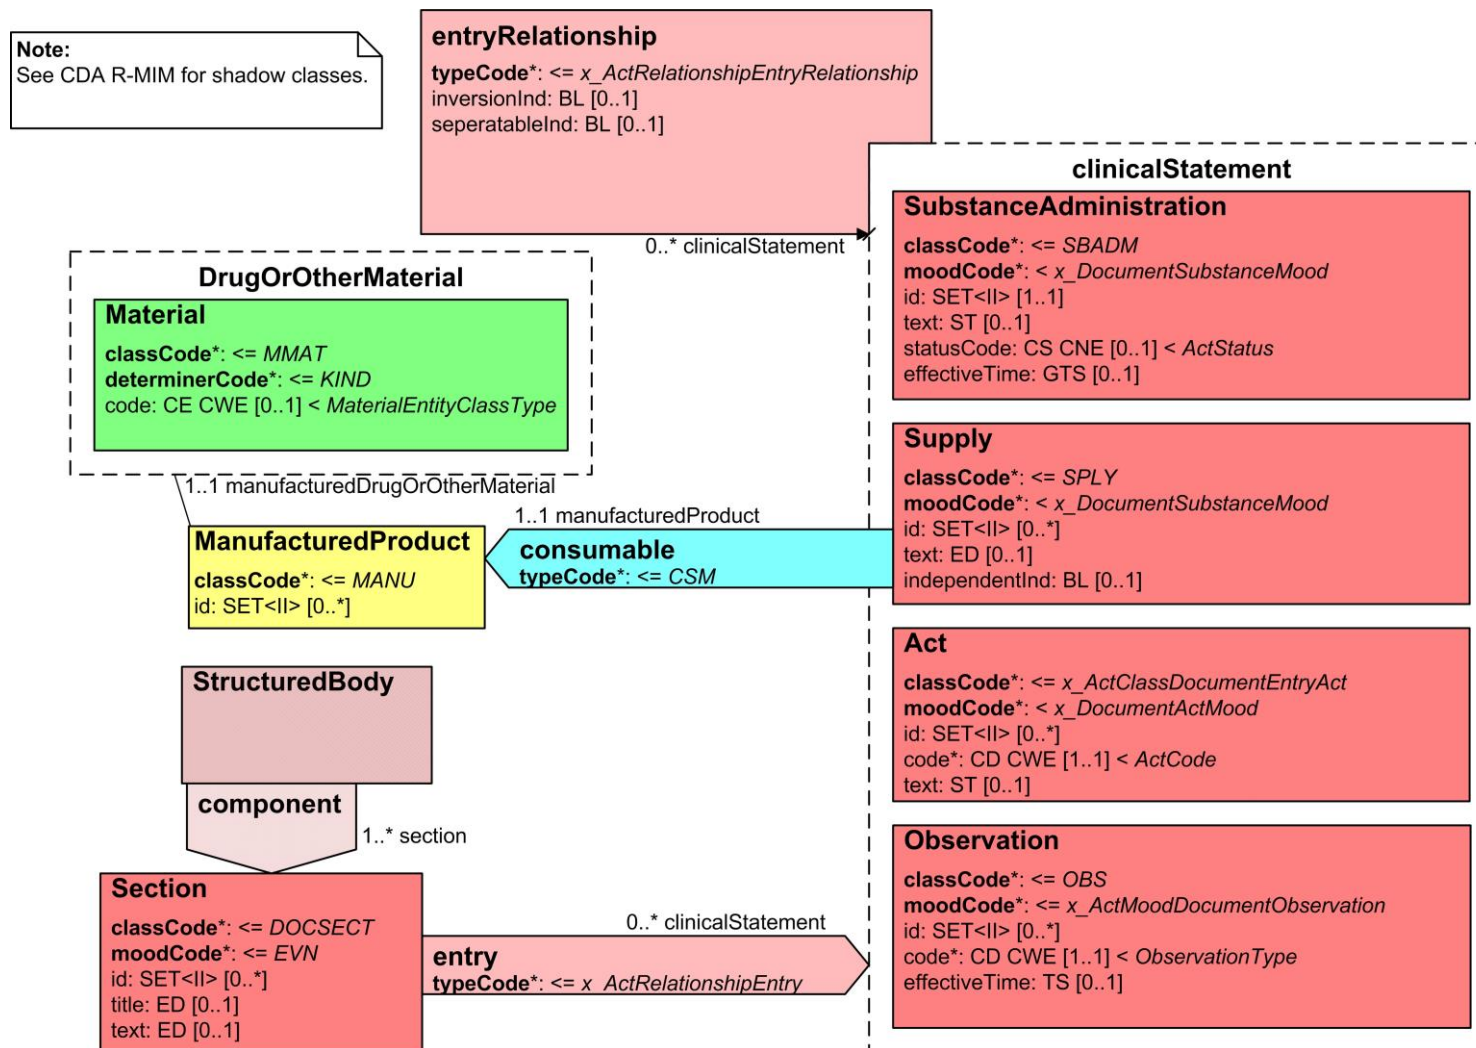 Note:
See CDA R-MIM for shadow classes.
entryRelationship
typeCode*: <= x_ActRelationshipEntryRelationship
inversionInd: BL [0..1]
seperatableInd: BL [0..1]
0..* clinicalStatement
clinicalStatement
SubstanceAdministration
classCode*: <= SBADM
moodCode*: < x_DocumentSubstanceMood
id: SET<II> [1..1]
text: ST [0..1]
statusCode: CS CNE [0..1] < ActStatus
effectiveTime: GTS [0..1]
DrugOrOtherMaterial
Material
classCode*: <= MMAT
determinerCode*: <= KIND
code: CE CWE [0..1] < MaterialEntityClassType
1..1 manufacturedDrugOrOtherMaterial
ManufacturedProduct
classCode*: <= MANU
id: SET<II> [0..*]
1..1 manufacturedProduct
consumable
typeCode*: <= CSM
Supply
classCode*: <= SPLY
moodCode*: < x_DocumentSubstanceMood
id: SET<II> [0..*]
text: ED [0..1]
independentInd: BL [0..1]
Act
classCode*: <= x_ActClassDocumentEntryAct
moodCode*: < x_DocumentActMood
id: SET<II> [0..*]
code*: CD CWE [1..1] < ActCode
text: ST [0..1]
StructuredBody
component
1..* section
Section
classCode*: <= DOCSECT
moodCode*: <= EVN
id: SET<II> [0..*]
title: ED [0..1]
text: ED [0..1]
0..* clinicalStatement
entry
typeCode*: <= x_ActRelationshipEntry
Observation
classCode*: <= OBS
moodCode*: <= x_ActMoodDocumentObservation
id: SET<II> [0..*]
code*: CD CWE [1..1] < ObservationType
effectiveTime: TS [0..1]